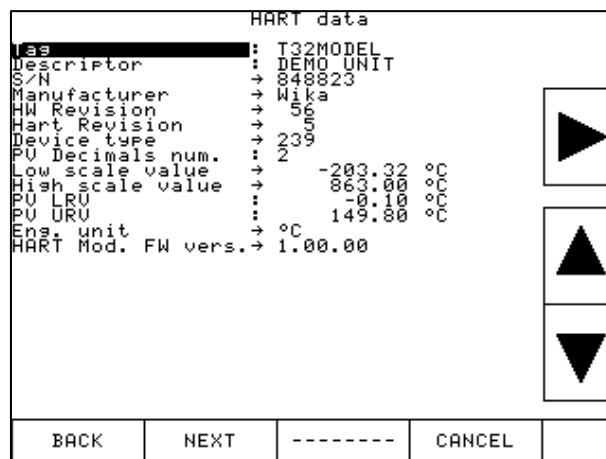 HART data
Tag : T32MODEL
Descriptor : DEMO UNIT
S/N → 848823
Manufacturer → Wika
HW Revision → 56
Hart Revision → 5
Device type → 239
PV Decimals num. : 2
Low scale value → -203.32 °C
High scale value → 863.00 °C
PV LRV : -0.10 °C
PV URV : 149.80 °C
Eng. unit → °C
HART Mod. FW vers.→ 1.00.00
BACK NEXT -------- CANCEL